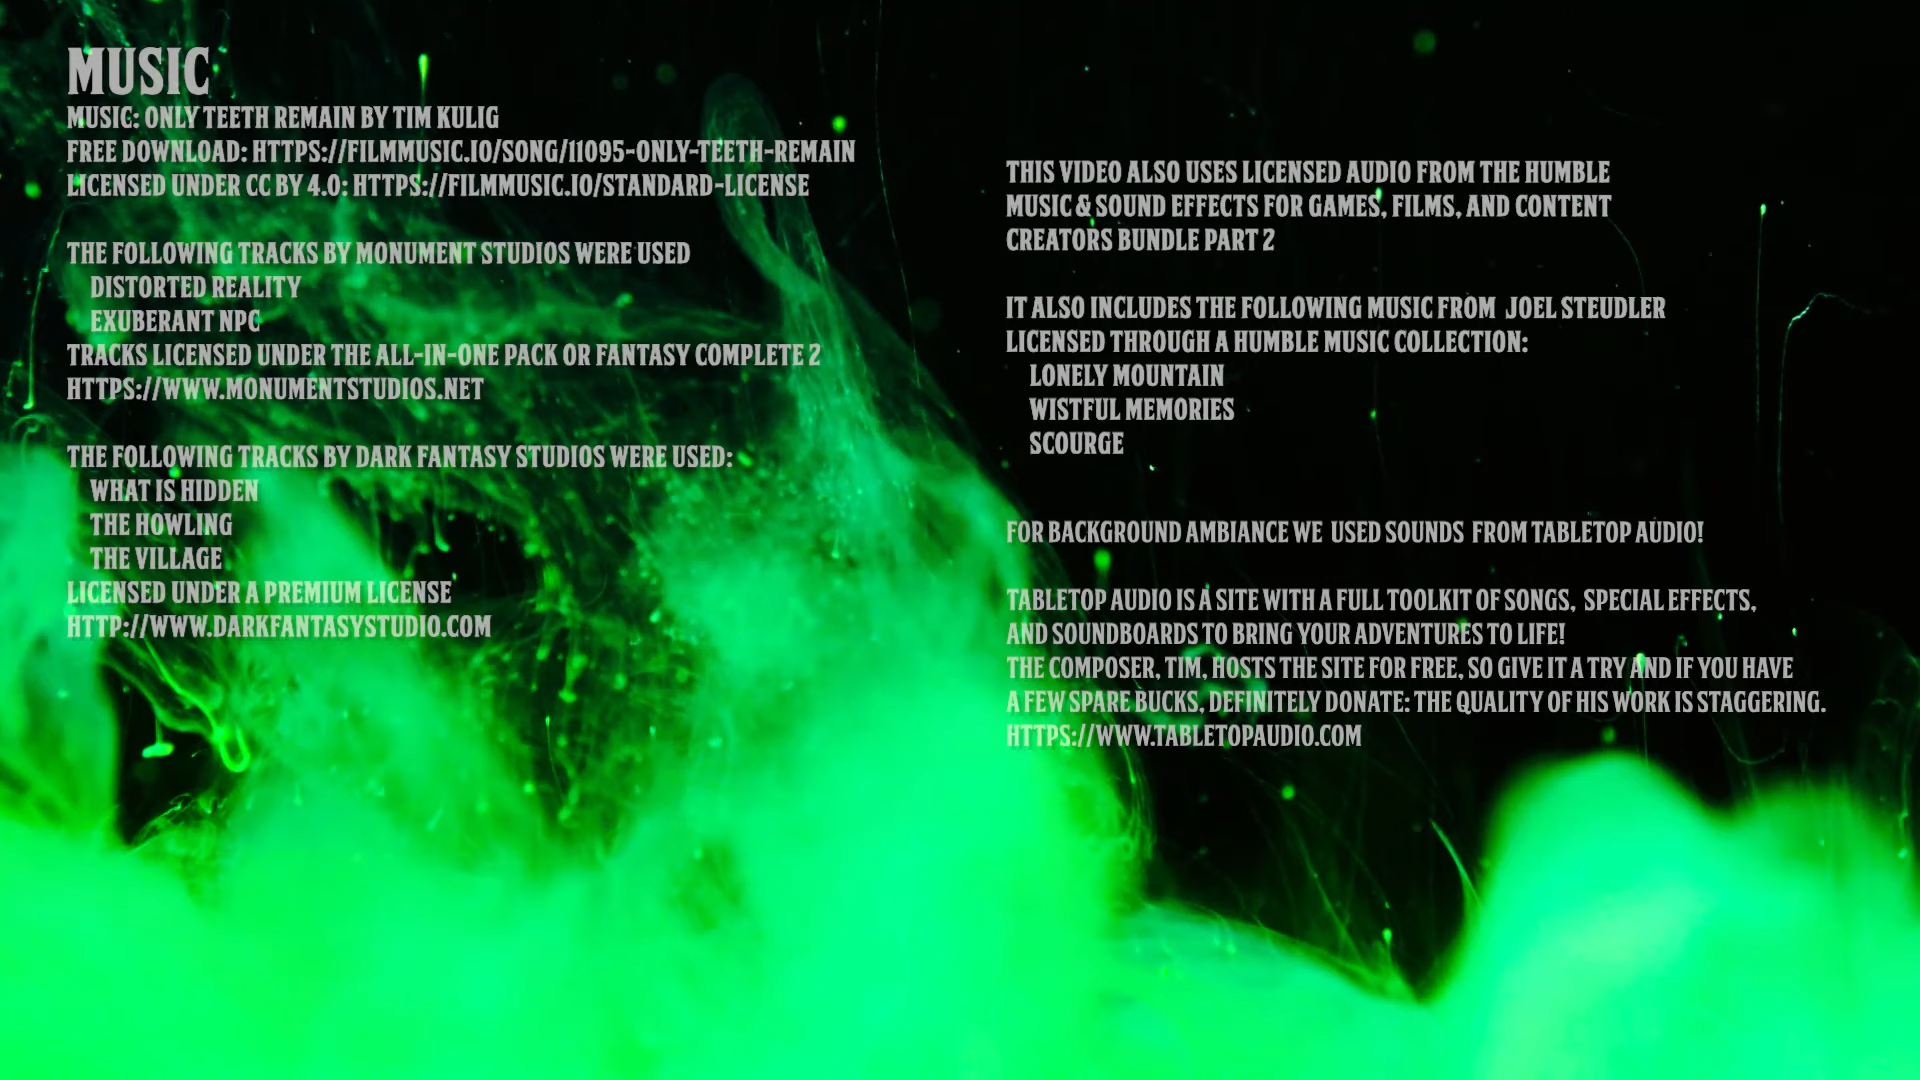 MUSIC
MUSIC: ONLY TEETH REMAIN BY TIM KULIG
FREE DOWNLOAD: HTTPS://FILMMUSIC.IO/SONG/11095-ONLY-TEETH-REMAIN
LICENSED UNDER CC BY 4.0: HTTPS://FILMMUSIC.IO/STANDARD-LICENSE
THE FOLLOWING TRACKS BY MONUMENT STUDIOS WERE USED
DISTORTED REALITY
EXUBERANT NPC
TRACKS LICENSED UNDER THE ALL-IN-ONE PACK OR FANTASY COMPLETE 2
HTTPS://WWW.MONUMENTSTUDIOS.NET
THE FOLLOWING TRACKS BY DARK FANTASY STUDIOS WERE USED:
WHAT IS HIDDEN
THE HOWLING
THE VILLAGE
LICENSED UNDER A PREMIUM LICENSE
HTTP://WWW.DARKFANTASYSTUDIO.COM
THIS VIDEO ALSO USES LICENSED AUDIO FROM THE HUMBLE
MUSIC & SOUND EFFECTS FOR GAMES, FILMS, AND CONTENT
CREATORS BUNDLE PART 2
IT ALSO INCLUDES THE FOLLOWING MUSIC FROM JOEL STEUDLER
LICENSED THROUGH A HUMBLE MUSIC COLLECTION:
LONELY MOUNTAIN
WISTFUL MEMORIES
SCOURGE
FOR BACKGROUND AMBIANCE WE USED SOUNDS FROM TABLETOP AUDIO!
TABLETOP AUDIO IS A SITE WITH A FULL TOOLKIT OF SONGS, SPECIAL EFFECTS,
AND SOUNDBOARDS TO BRING YOUR ADVENTURES TO LIFE!
THE COMPOSER, TIM, HOSTS THE SITE FOR FREE, SO GIVE IT A TRY AND IF YOU HAVE
A FEW SPARE BUCKS, DEFINITELY DONATE: THE QUALITY OF HIS WORK IS STAGGERING.
HTTPS://WWW.TABLETOPAUDIO.COM